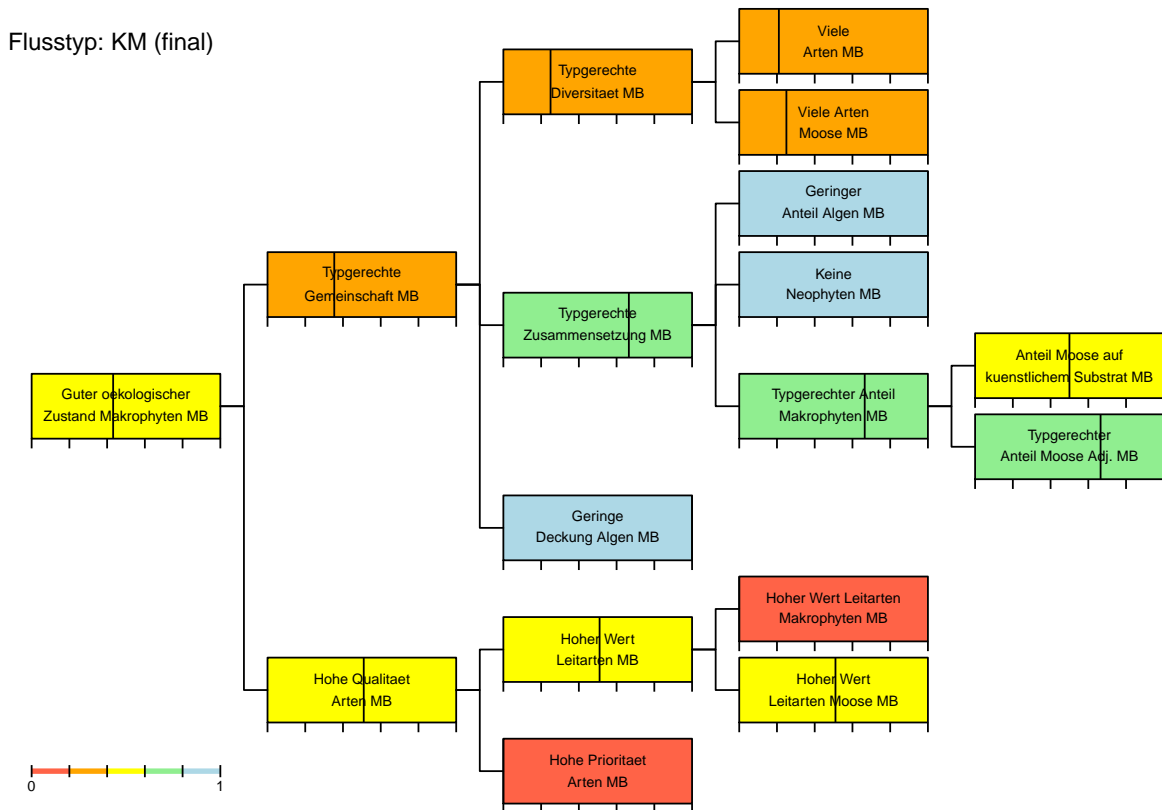 Flusstyp: KM (final)
Viele
Arten MB
Typgerechte
Diversitaet MB
Viele Arten
Moose MB
Geringer
Anteil Algen MB
Typgerechte
Gemeinschaft MB
Keine
Neophyten MB
Typgerechte
Zusammensetzung MB
Anteil Moose auf
kuenstlichem Substrat MB
Guter oekologischer
Zustand Makrophyten MB
Typgerechter Anteil
Makrophyten MB
Typgerechter
Anteil Moose Adj. MB
Geringe
Deckung Algen MB
Hoher Wert Leitarten
Makrophyten MB
Hoher Wert
Leitarten MB
Hohe Qualitaet
Arten MB
Hoher Wert
Leitarten Moose MB
Hohe Prioritaet
Arten MB
0 1